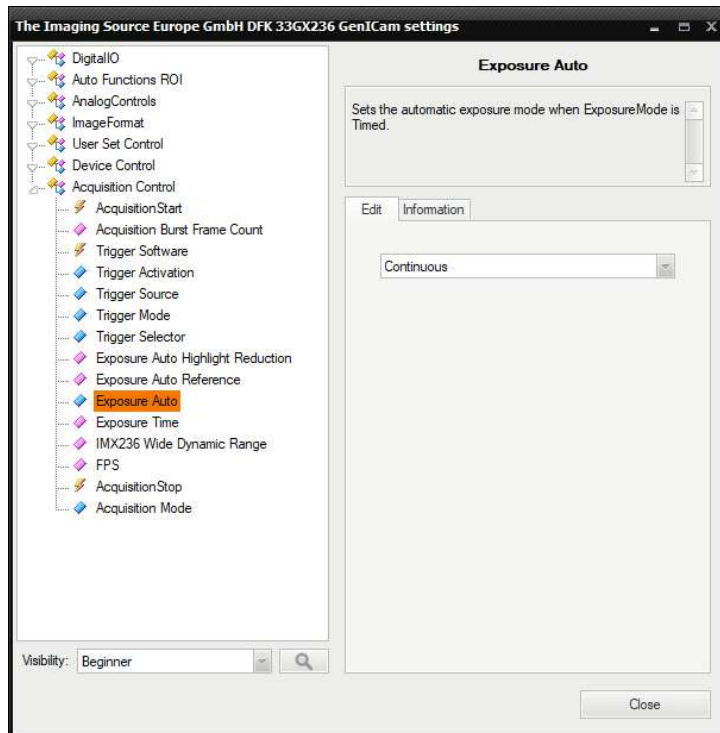 The Imaging Source Europe GmbH DFK 33GX236 GenICam settings
DigitalIO
Auto Functions ROI
AnalogControls
ImageFormat
User Set Control
Device Control
Acquisition Control
AcquisitionStart
Acquisition Burst Frame Count
Trigger Software
Trigger Activation
Trigger Source
Trigger Mode
Trigger Selector
Exposure Auto Highlight Reduction
Exposure Auto Reference
Exposure Auto
Exposure Time
IMX236 Wide Dynamic Range
FPS
AcquisitionStop
Acquisition Mode
Visibility: Beginner
Exposure Auto
Sets the automatic exposure mode when ExposureMode is
Timed.
Edit Information
Continuous
Close